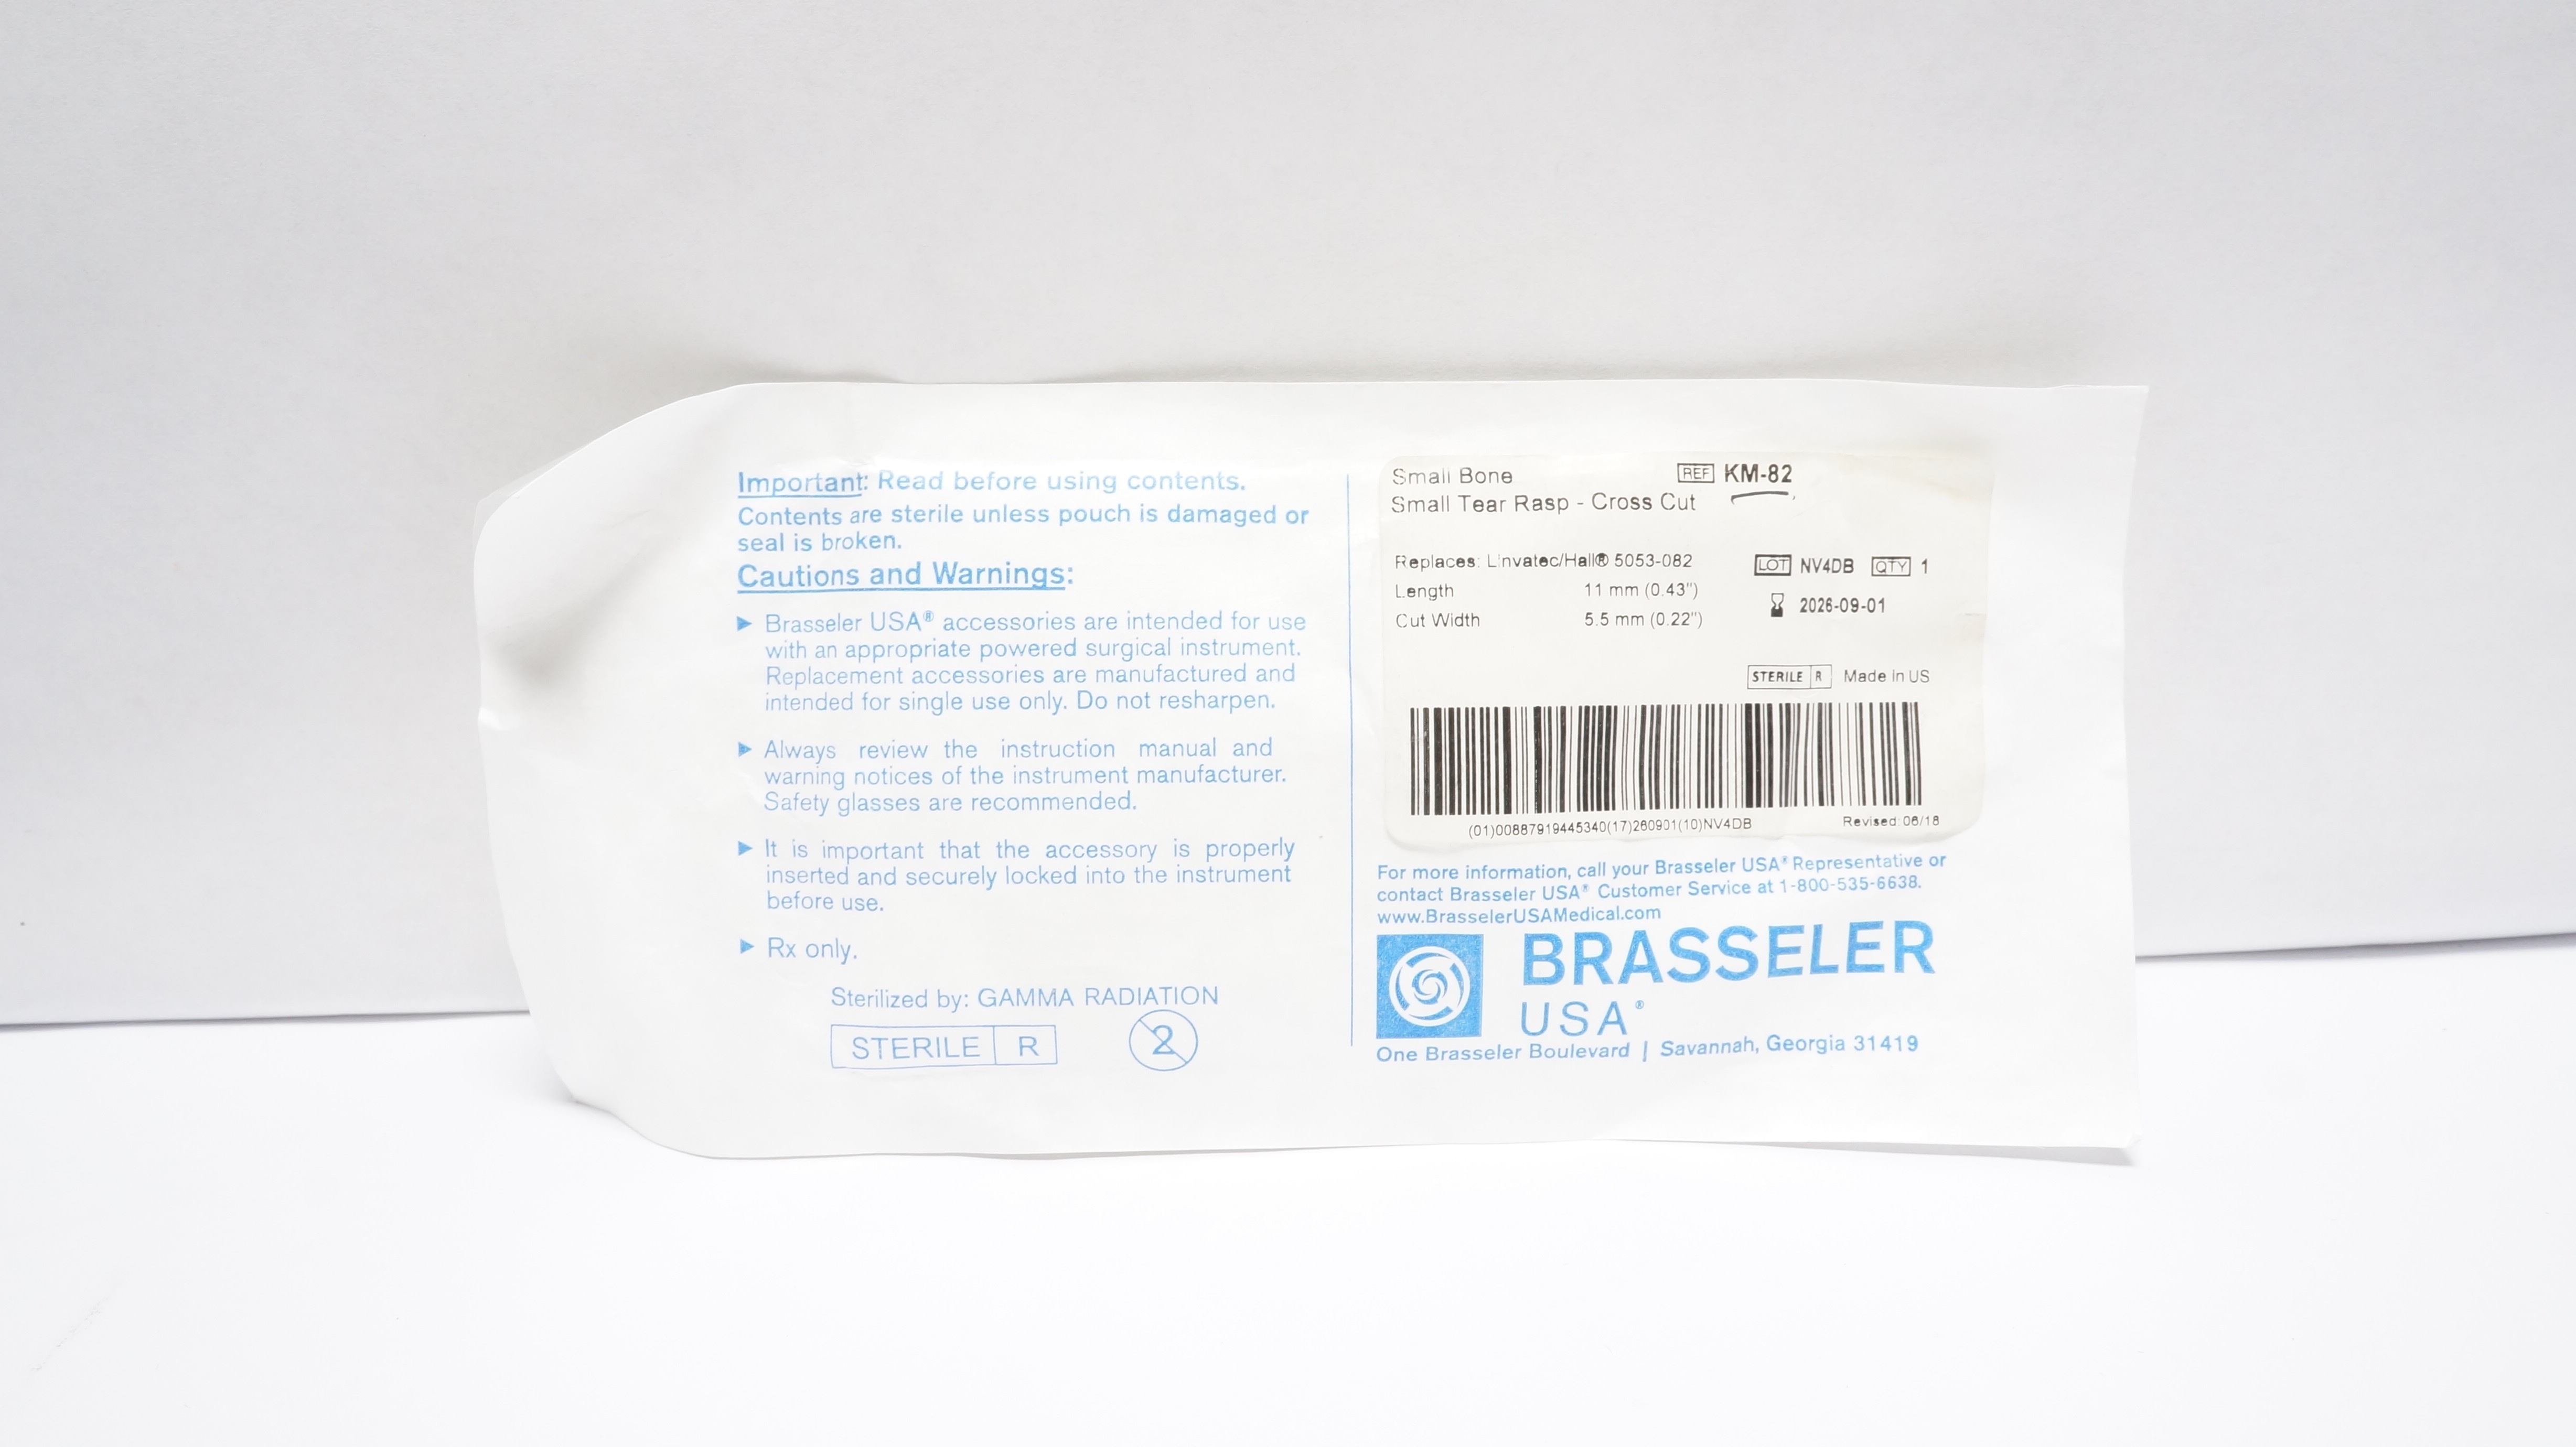 Important: Read before using contents.
Contents are sterile unless pouch is damaged or
seal is broken.
Cautions and Warnings:
▶ Brasseler USA® accessories are intended for use
with an appropriate powered surgical instrument.
Replacement accessories are manufactured and
intended for single use only. Do not resharpen.
▶ Always review the instruction manual and
warning notices of the instrument manufacturer.
Safety glasses are recommended.
▶ It is important that the accessory is properly
inserted and securely locked into the instrument
before use.
▶ Rx only.
Sterilized by: GAMMA RADIATION
STERILE R 2
Small Bone REF KM-82
Small Tear Rasp - Cross Cut
Replaces: Linvatec/Hall® 5053-082 LOT NV4DB QTY 1
Length 11 mm (0.43")
2026-09-01
Cut Width 5.5 mm (0.22")
STERILE R Made in US
(01)00887919445340(17)260901(10)NV4DB Revised:06/18
For more information, call your Brasseler USA® Representative or
contact Brasseler USA® Customer Service at 1-800-535-6638.
www.BrasselerUSAMedical.com
BRASSELER
USA®
One Brasseler Boulevard | Savannah, Georgia 31419